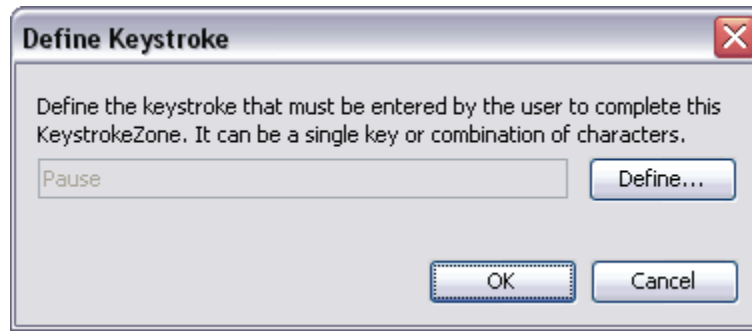 Define Keystroke
Define the keystroke that must be entered by the user to complete this
KeystrokeZone. It can be a single key or combination of characters.
Pause
Define...
OK
Cancel